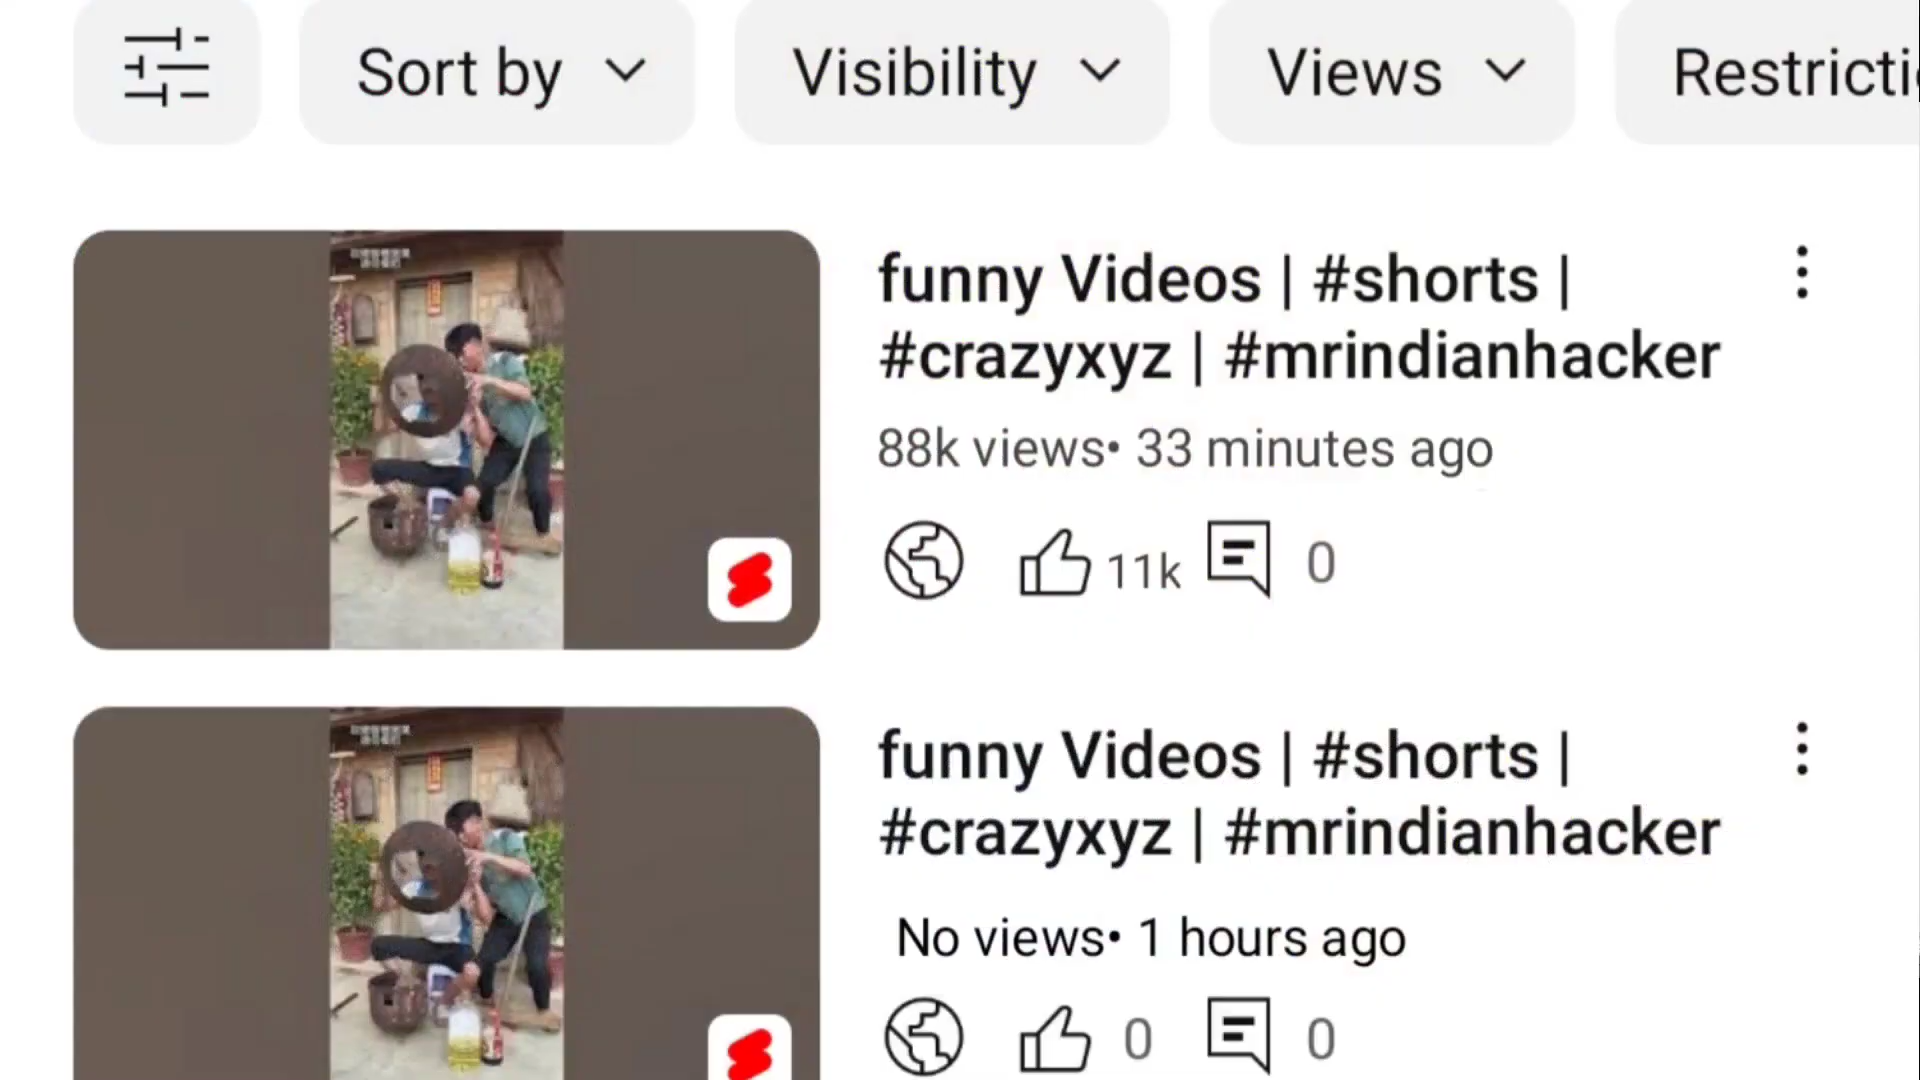 Sort by
Visibility
Views
Restricti
funny Videos | #shorts |
#crazyxyz | #mrindianhacker
88k views• 33 minutes ago
11k
0
funny Videos | #shorts |
#crazyxyz | #mrindianhacker
No views• 1 hours ago
0
0